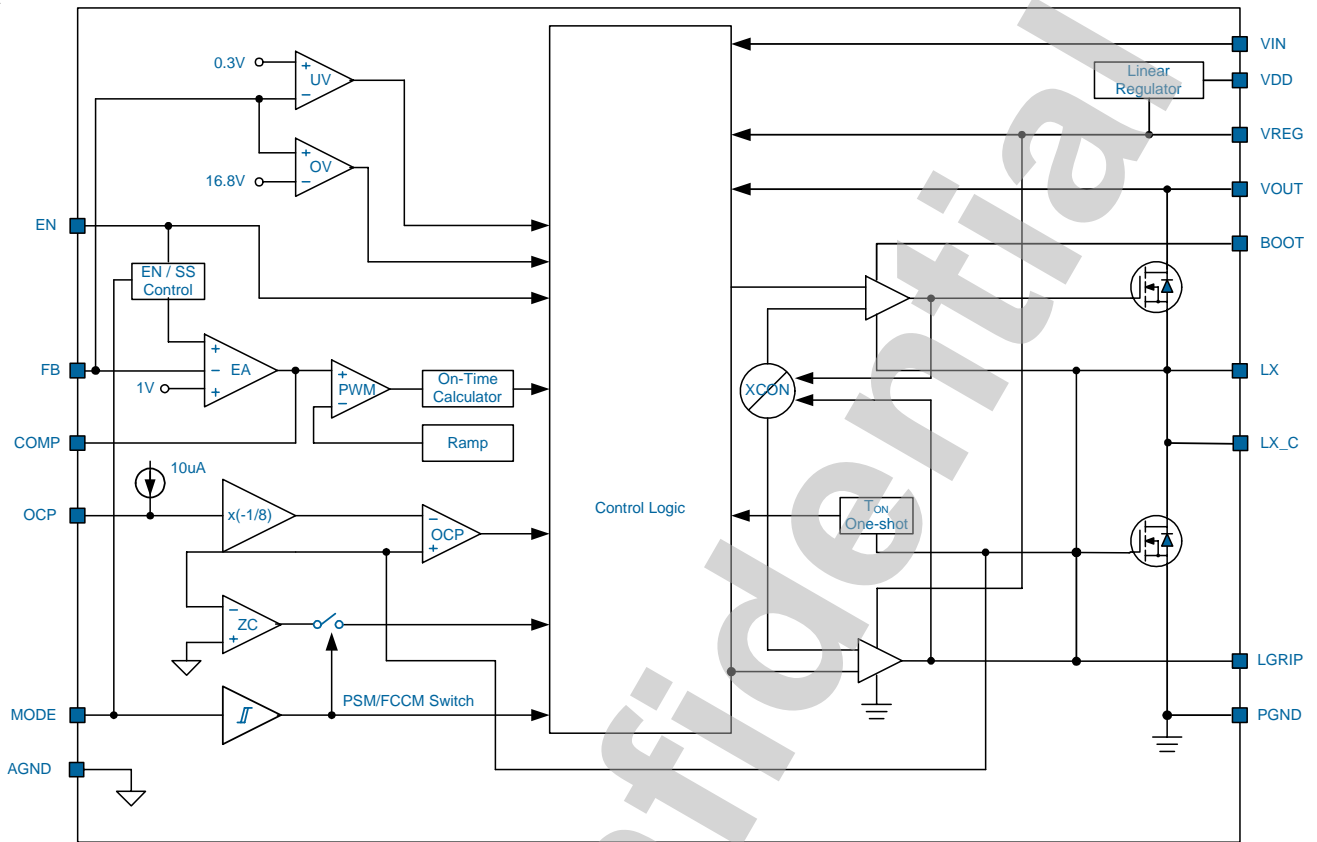 VIN
0.3V
+
UV
−
Linear
Regulator
VDD
VREG
+
OV
−
16.8V
VOUT
EN
BOOT
EN / SS
Control
FB
+
− EA
+
1V
+
PWM
−
On-Time
Calculator
XCON
LX
COMP
Ramp
LX_C
10uA
OCP
x(-1/8)
−
OCP
+
Control Logic
TON
One-shot
−
ZC
+
LGRIP
MODE
PSM/FCCM Switch
PGND
AGND
nfidential